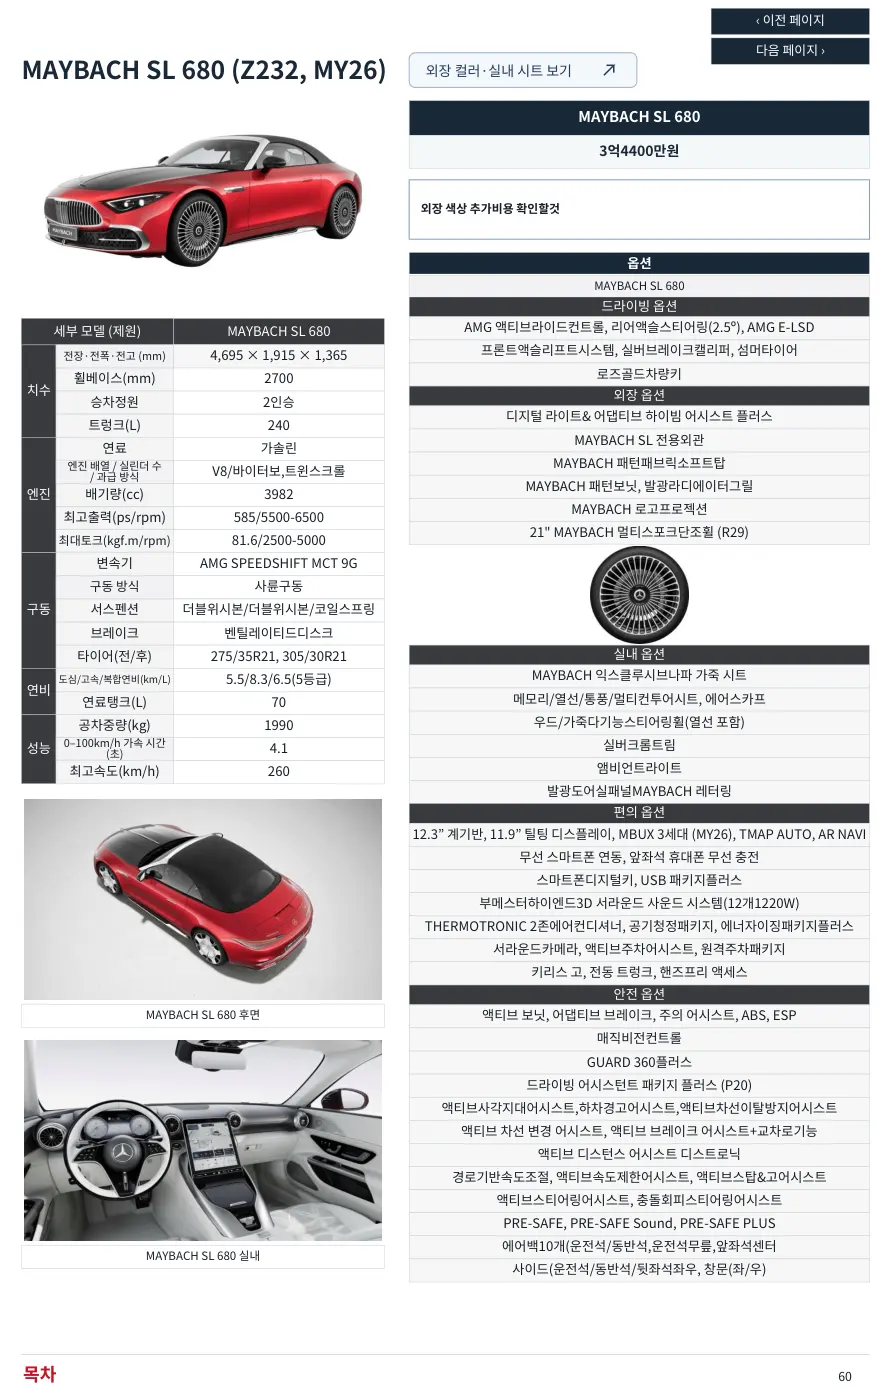 ‹ 이전 페이지
다음 페이지 ›
MAYBACH SL 680 (Z232, MY26)
외장 컬러·실내 시트 보기
MAYBACH SL 680
3억4400만원
외장 색상 추가비용 확인할것
세부 모델 (제원) MAYBACH SL 680
치수
전장·전폭·전고 (mm) 4,695 × 1,915 × 1,365
휠베이스(mm) 2700
승차정원 2인승
트렁크(L) 240
엔진
연료 가솔린
엔진 배열 / 실린더 수
/ 과급 방식 V8/바이터보,트윈스크롤
배기량(cc) 3982
최고출력(ps/rpm) 585/5500-6500
최대토크(kgf.m/rpm) 81.6/2500-5000
구동
변속기 AMG SPEEDSHIFT MCT 9G
구동 방식 사륜구동
서스펜션 더블위시본/더블위시본/코일스프링
브레이크 벤틸레이티드디스크
타이어(전/후) 275/35R21, 305/30R21
연비
도심/고속/복합연비(km/L) 5.5/8.3/6.5(5등급)
연료탱크(L) 70
성능
공차중량(kg) 1990
0–100km/h 가속 시간
(초) 4.1
최고속도(km/h) 260
MAYBACH SL 680 후면
MAYBACH SL 680 실내
옵션
MAYBACH SL 680
드라이빙 옵션
AMG 액티브라이드컨트롤, 리어액슬스티어링(2.5º), AMG E-LSD
프론트액슬리프트시스템, 실버브레이크캘리퍼, 섬머타이어
로즈골드차량키
외장 옵션
디지털 라이트& 어댑티브 하이빔 어시스트 플러스
MAYBACH SL 전용외관
MAYBACH 패턴패브릭소프트탑
MAYBACH 패턴보닛, 발광라디에이터그릴
MAYBACH 로고프로젝션
21" MAYBACH 멀티스포크단조휠 (R29)
실내 옵션
MAYBACH 익스클루시브나파 가죽 시트
메모리/열선/통풍/멀티컨투어시트, 에어스카프
우드/가죽다기능스티어링휠(열선 포함)
실버크롬트림
앰비언트라이트
발광도어실패널MAYBACH 레터링
편의 옵션
12.3” 계기반, 11.9” 틸팅 디스플레이, MBUX 3세대 (MY26), TMAP AUTO, AR NAVI
무선 스마트폰 연동, 앞좌석 휴대폰 무선 충전
스마트폰디지털키, USB 패키지플러스
부메스터하이엔드3D 서라운드 사운드 시스템(12개1220W)
THERMOTRONIC 2존에어컨디셔너, 공기청정패키지, 에너자이징패키지플러스
서라운드카메라, 액티브주차어시스트, 원격주차패키지
키리스 고, 전동 트렁크, 핸즈프리 액세스
안전 옵션
액티브 보닛, 어댑티브 브레이크, 주의 어시스트, ABS, ESP
매직비전컨트롤
GUARD 360플러스
드라이빙 어시스턴트 패키지 플러스 (P20)
액티브사각지대어시스트,하차경고어시스트,액티브차선이탈방지어시스트
액티브 차선 변경 어시스트, 액티브 브레이크 어시스트+교차로기능
액티브 디스턴스 어시스트 디스트로닉
경로기반속도조절, 액티브속도제한어시스트, 액티브스탑&고어시스트
액티브스티어링어시스트, 충돌회피스티어링어시스트
PRE-SAFE, PRE-SAFE Sound, PRE-SAFE PLUS
에어백10개(운전석/동반석,운전석무릎,앞좌석센터
사이드(운전석/동반석/뒷좌석좌우, 창문(좌/우)
목차
60